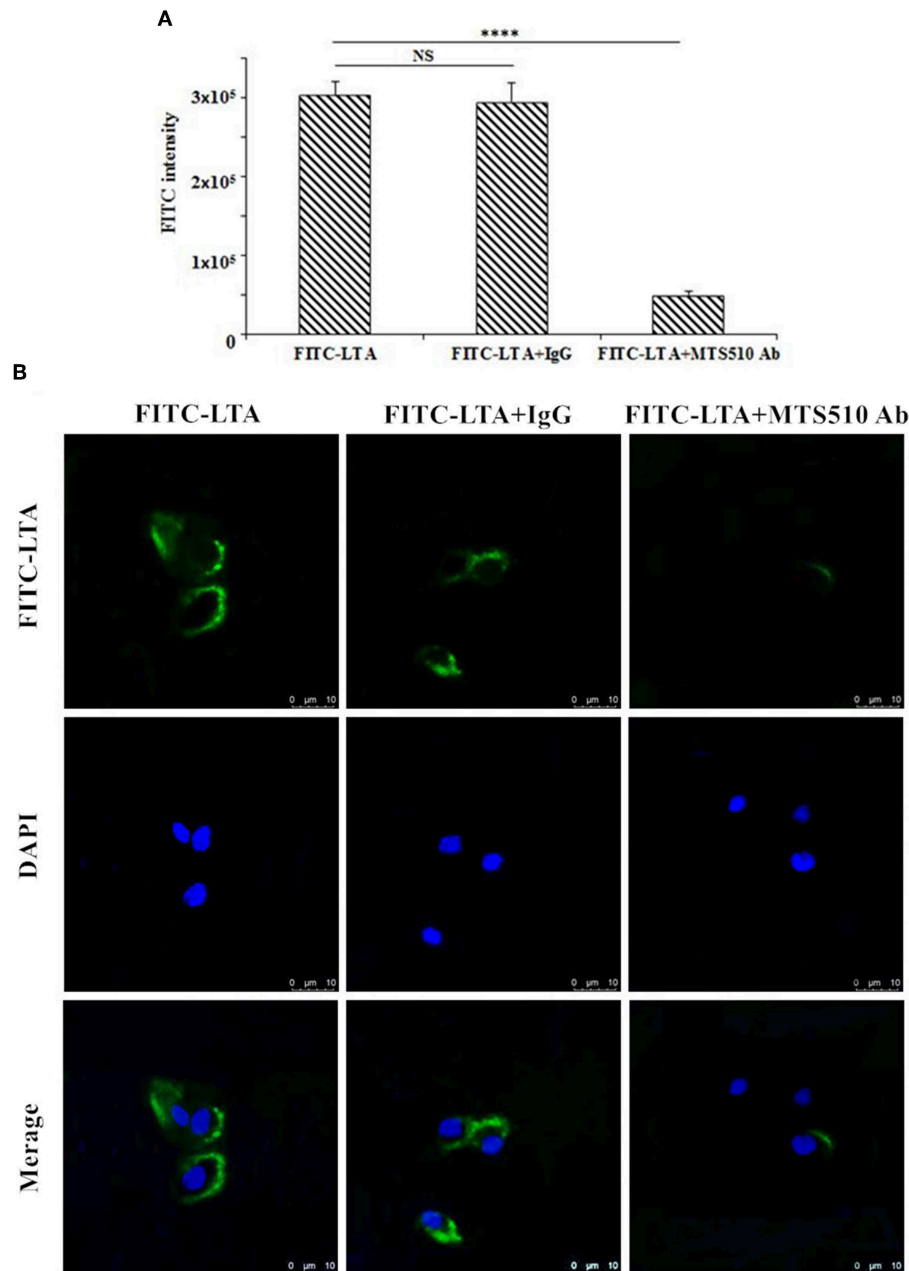 A
****
NS
3x10⁵
2x10⁵
1x10⁵
0
FITC intensity
FITC-LTA
FITC-LTA+IgG
FITC-LTA+MTS510 Ab
B
FITC-LTA
FITC-LTA+IgG
FITC-LTA+MTS510 Ab
FITC-LTA
0 µm 10
0 µm 10
0 µm 10
DAPI
0 µm 10
0 µm 10
0 µm 10
Merage
0 µm 10
0 µm 10
0 µm 10